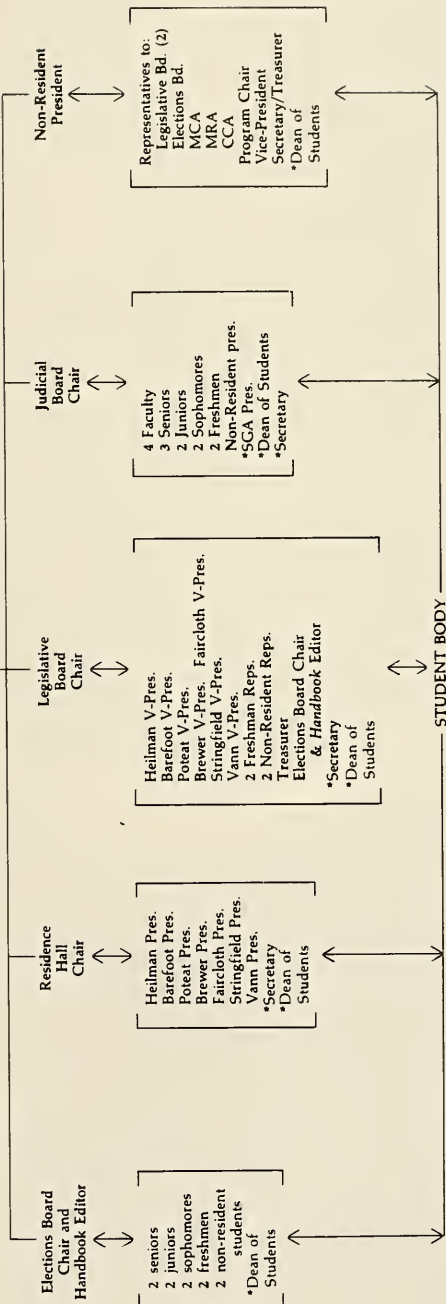 Elections Board
Chair and
Handbook Editor
2 seniors
2 juniors
2 sophomores
2 freshmen
2 non-resident
students
*Dean of
Students
Residence
Hall
Chair
Heilman Pres.
Barefoot Pres.
Poteat Pres.
Brewer Pres.
Faircloth Pres.
Stringfield Pres.
Vann Pres.
*Secretary
*Dean of
Students
Legislative
Board
Chair
Heilman V-Pres.
Barefoot V-Pres.
Poteat V-Pres.
Brewer V-Pres. Faircloth V-Pres.
Stringfield V-Pres.
Vann V-Pres.
2 Freshman Reps.
2 Non-Resident Reps.
Treasurer
Elections Board Chair
& Handbook Editor
*Secretary
*Dean of
Students
Judicial
Board
Chair
4 Faculty
3 Seniors
2 Juniors
2 Sophomores
2 Freshmen
Non-Resident pres.
*SGA Pres.
*Dean of Students
*Secretary
Non-Resident
President
Representatives to:
Legislative Bd. (2)
Elections Bd.
MCA
MRA
CCA
Program Chair
Vice-President
Secretary/Treasurer
*Dean of
Students
STUDENT BODY